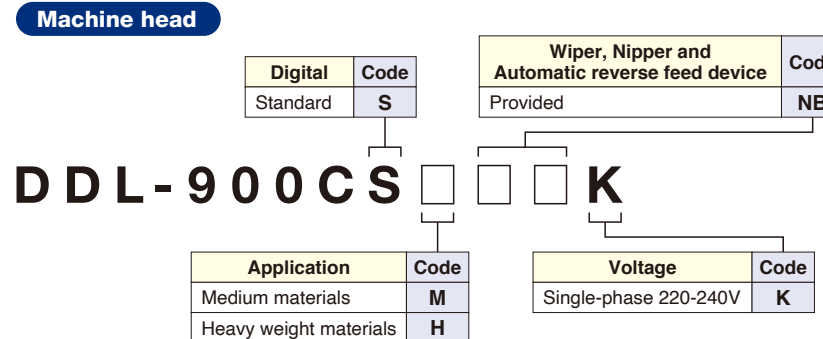 Machine head
Digital Code
Standard S
Wiper, Nipper and
Automatic reverse feed device Cod
Provided NB
DDL-900CS□□□K
Application Code
Medium materials M
Heavy weight materials H
Voltage Code
Single-phase 220-240V K